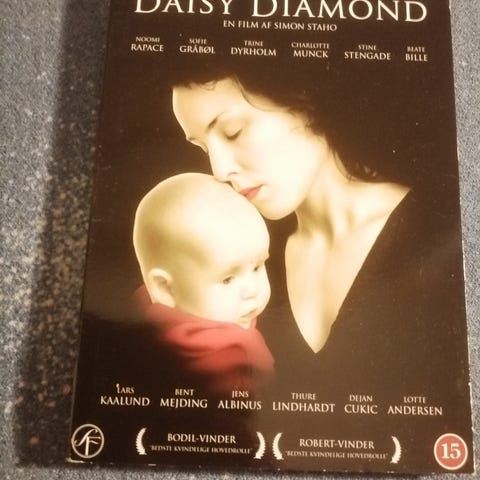 DAISY DIAMOND
EN FILM AF SIMON STAHO
NOOMI RAPACE SOFIE GRÅBØL TRINE DYRHOLM CHARLOTTE MUNCK STINE STENGADE BEATE BILLE
LARS KAALUND BENT MEJDING JENS ALBINUS THURE LINDHARDT DEJAN CUKIC LOTTE ANDERSEN
BODIL-VINDER ROBERT-VINDER
"BEDSTE KVINDELIGE HOVEDROLLE" "BEDSTE KVINDELIGE HOVEDROLLE"
SF 15